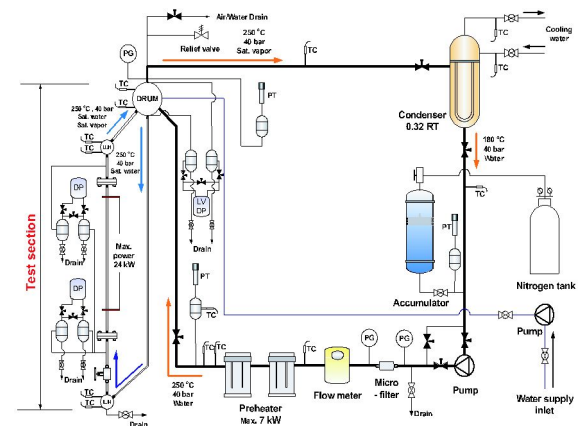 Air/Water Drain
Relief valve
PG
250 °C
40 bar
Sat. vapor
TC
Cooling
water
TC
TC
TC
TC
DRUM
PT
Condenser
0.32 RT
250 °C , 40 bar
Sat. water
Sat. vapor
TC
TC
250 °C
40 bar
Sat. water
180 °C
40 bar
Water
TC
DP
LV
DP
Drain
PT
Test section
Max.
power
24 kW
Drain
PT
TC
Accumulator
Nitrogen tank
DP
Pump
TC
TC
TC
PG
PG
Drain
250 °C
40 bar
Water
Preheater
Max. 7 kW
Flow meter
Micro
- filter
Pump
Drain
Water supply
inlet
TC
TC
Drain